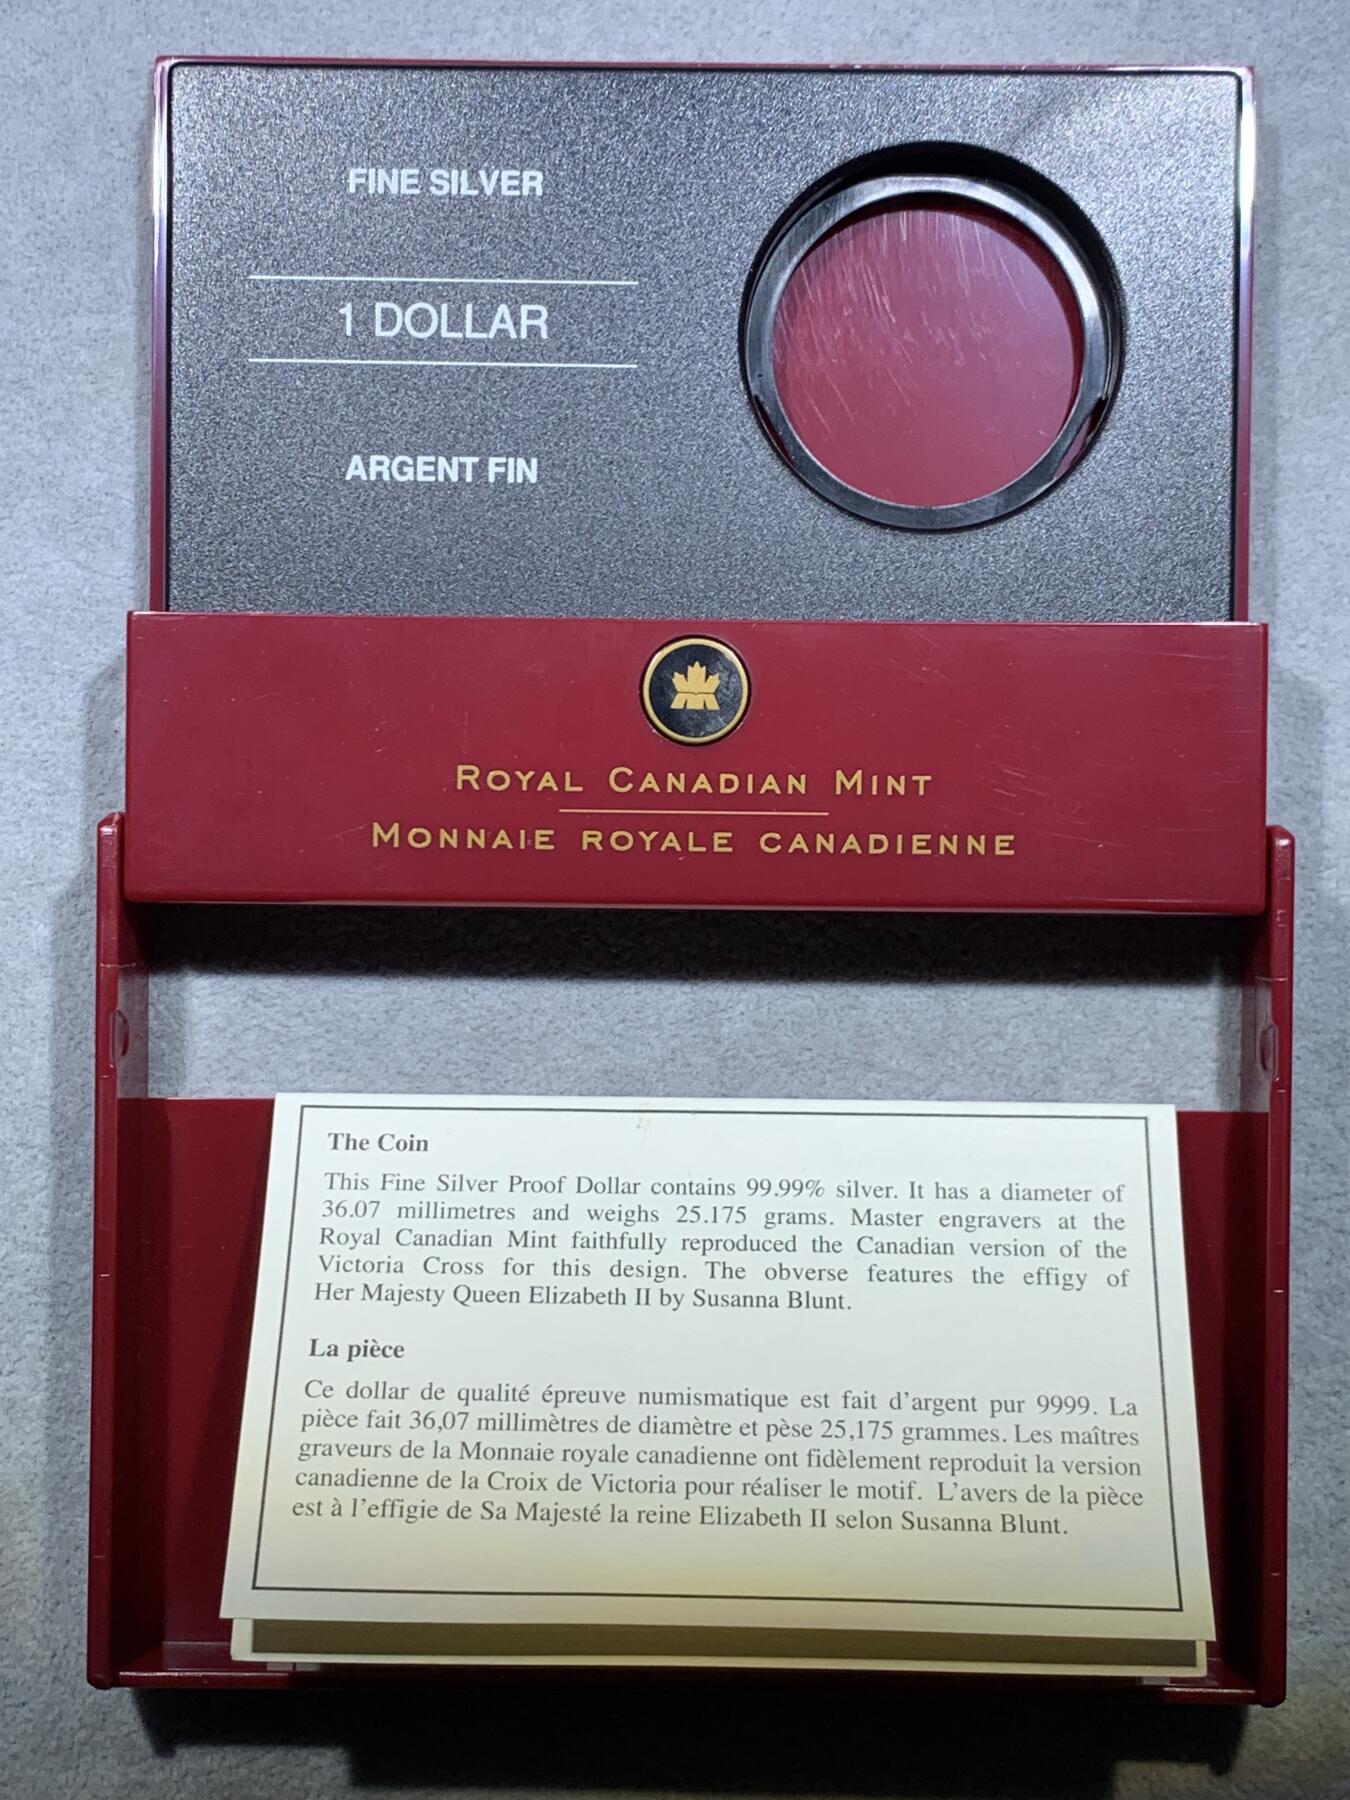 FINE SILVER
1 DOLLAR
ARGENT FIN
ROYAL CANADIAN MINT
MONNAIE ROYALE CANADIENNE
The Coin
This Fine Silver Proof Dollar contains 99.99% silver. It has a diameter of
36.07 millimetres and weighs 25.175 grams. Master engravers at the
Royal Canadian Mint faithfully reproduced the Canadian version of the
Victoria Cross for this design. The obverse features the effigy of
Her Majesty Queen Elizabeth II by Susanna Blunt.
La pièce
Ce dollar de qualité épreuve numismatique est fait d'argent pur 9999. La
pièce fait 36,07 millimètres de diamètre et pèse 25,175 grammes. Les maîtres
graveurs de la Monnaie royale canadienne ont fidèlement reproduit la version
canadienne de la Croix de Victoria pour réaliser le motif. L'avers de la pièce
est à l'effigie de Sa Majesté la reine Elizabeth II selon Susanna Blunt.